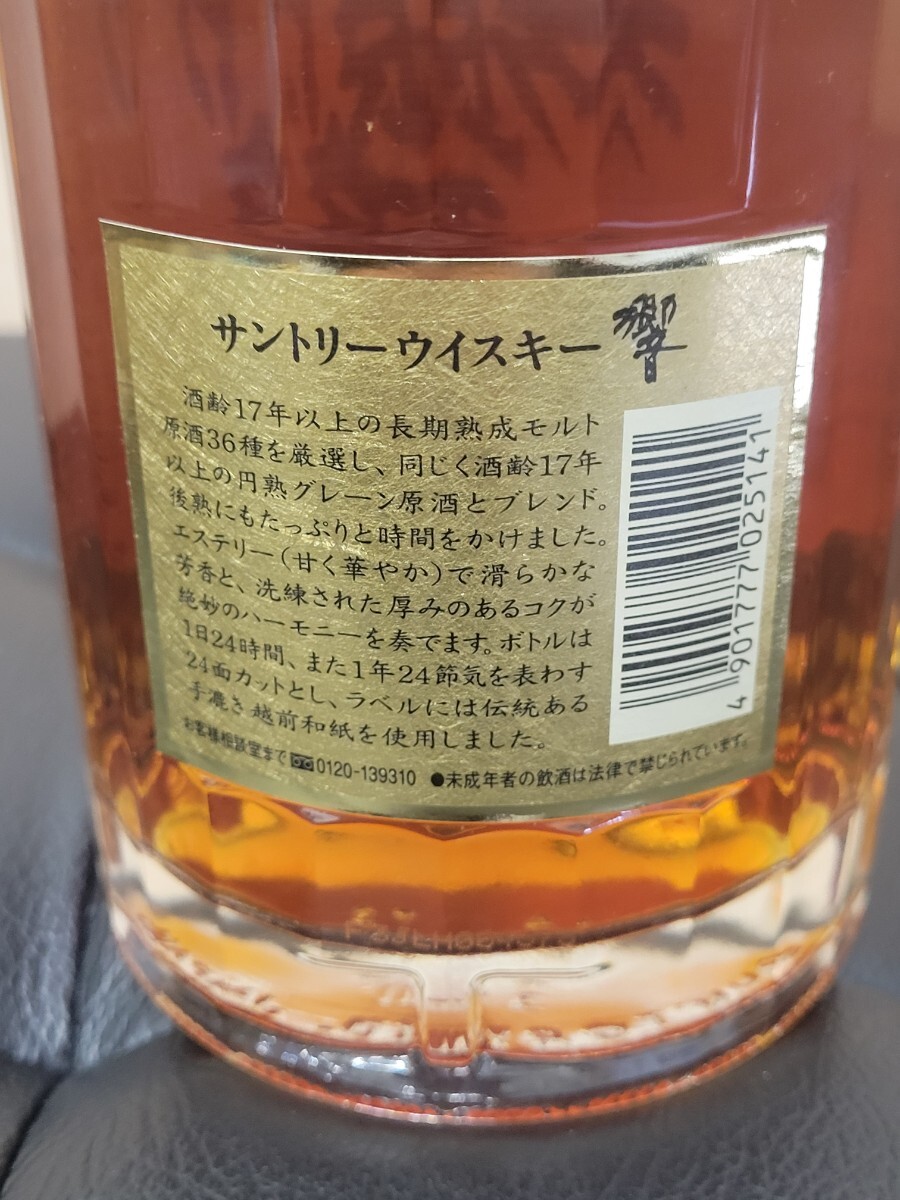 サントリーウイスキー 響
酒齢17年以上の長期熟成モルト
原酒36種を厳選し、同じく酒齢17年
以上の円熟グレーン原酒とブレンド。
後熟にもたっぷりと時間をかけました。
エステリー(甘く華やか)で滑らかな
芳香と、洗練された厚みのあるコクが
絶妙のハーモニーを奏でます。ボトルは
1日24時間、また1年24節気を表わす
24面カットとし、ラベルには伝統ある
手漉き越前和紙を使用しました。
お客様相談室まで 0120-139310 ●未成年者の飲酒は法律で禁じられています。
4 901777 025141